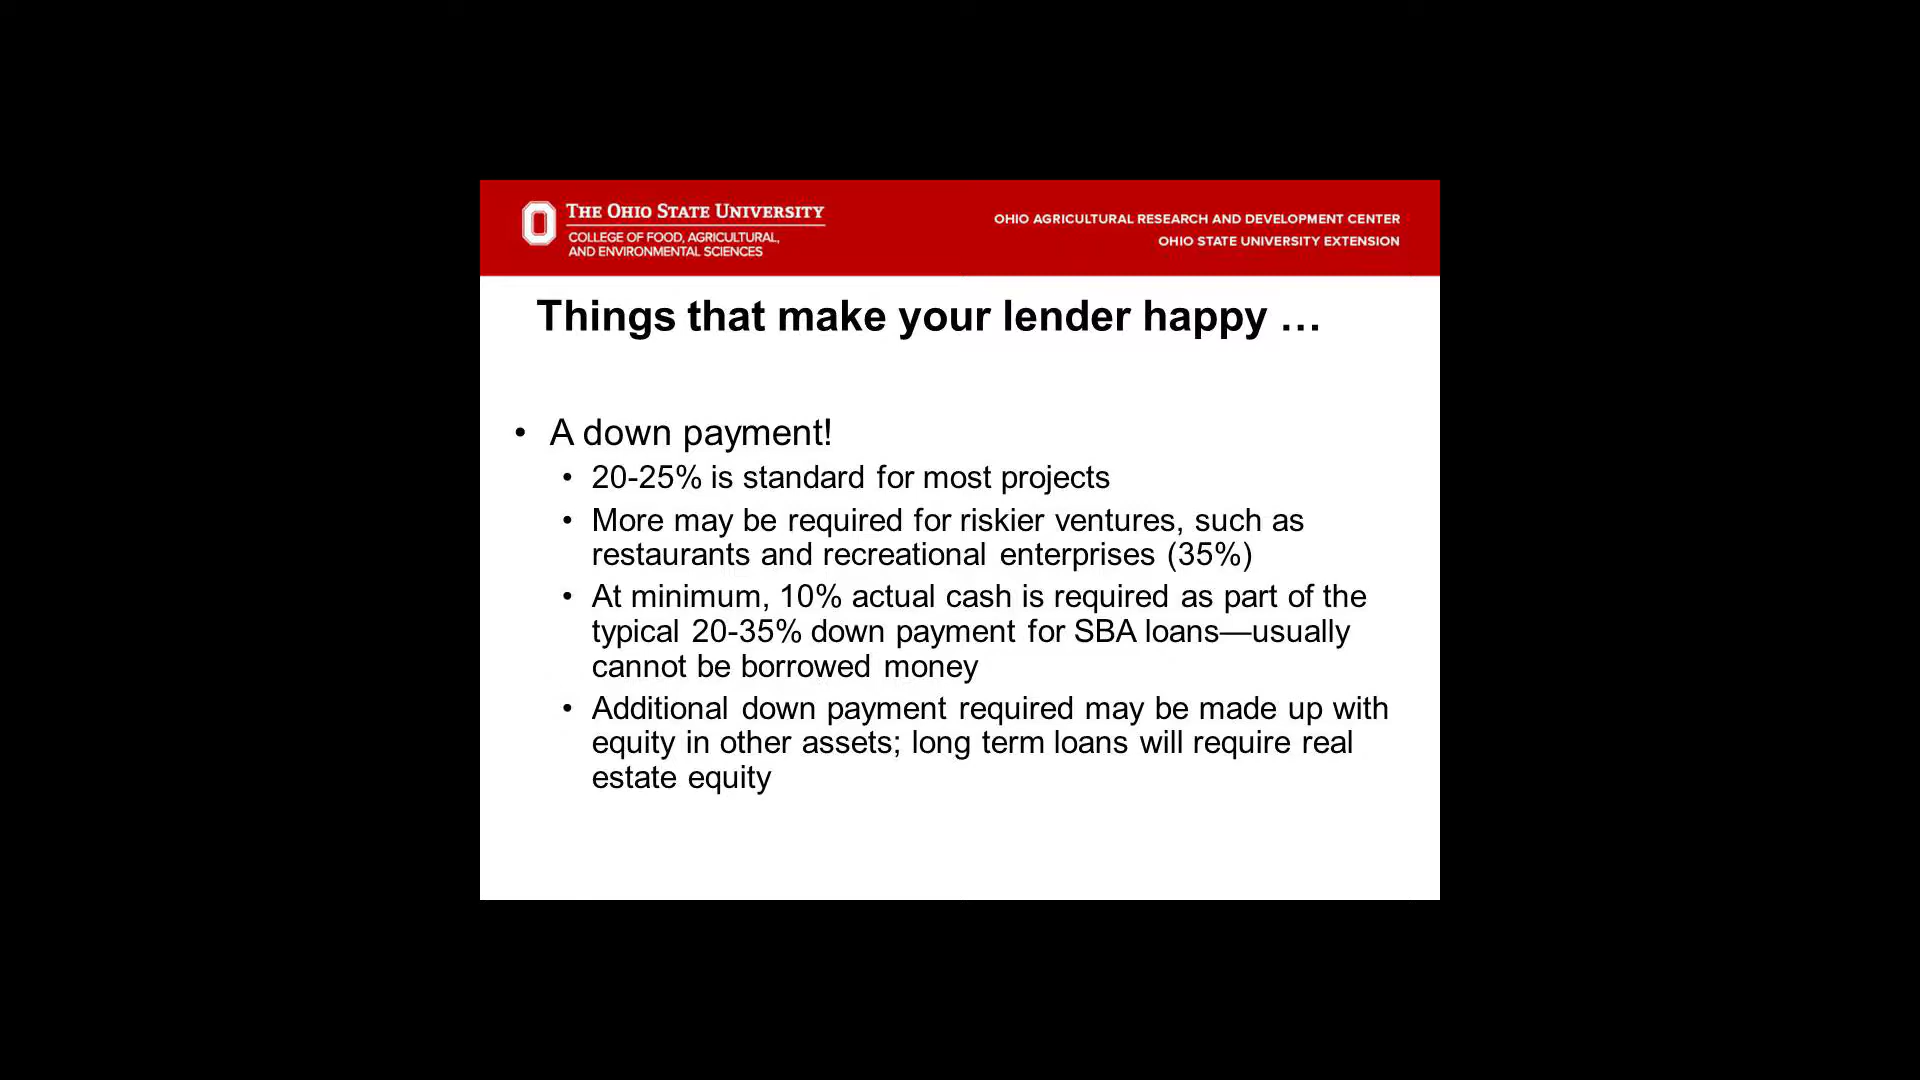 THE OHIO STATE UNIVERSITY
COLLEGE OF FOOD, AGRICULTURAL,
AND ENVIRONMENTAL SCIENCES
OHIO AGRICULTURAL RESEARCH AND DEVELOPMENT CENTER
OHIO STATE UNIVERSITY EXTENSION
Things that make your lender happy …
• A down payment!
• 20-25% is standard for most projects
• More may be required for riskier ventures, such as
restaurants and recreational enterprises (35%)
• At minimum, 10% actual cash is required as part of the
typical 20-35% down payment for SBA loans—usually
cannot be borrowed money
• Additional down payment required may be made up with
equity in other assets; long term loans will require real
estate equity